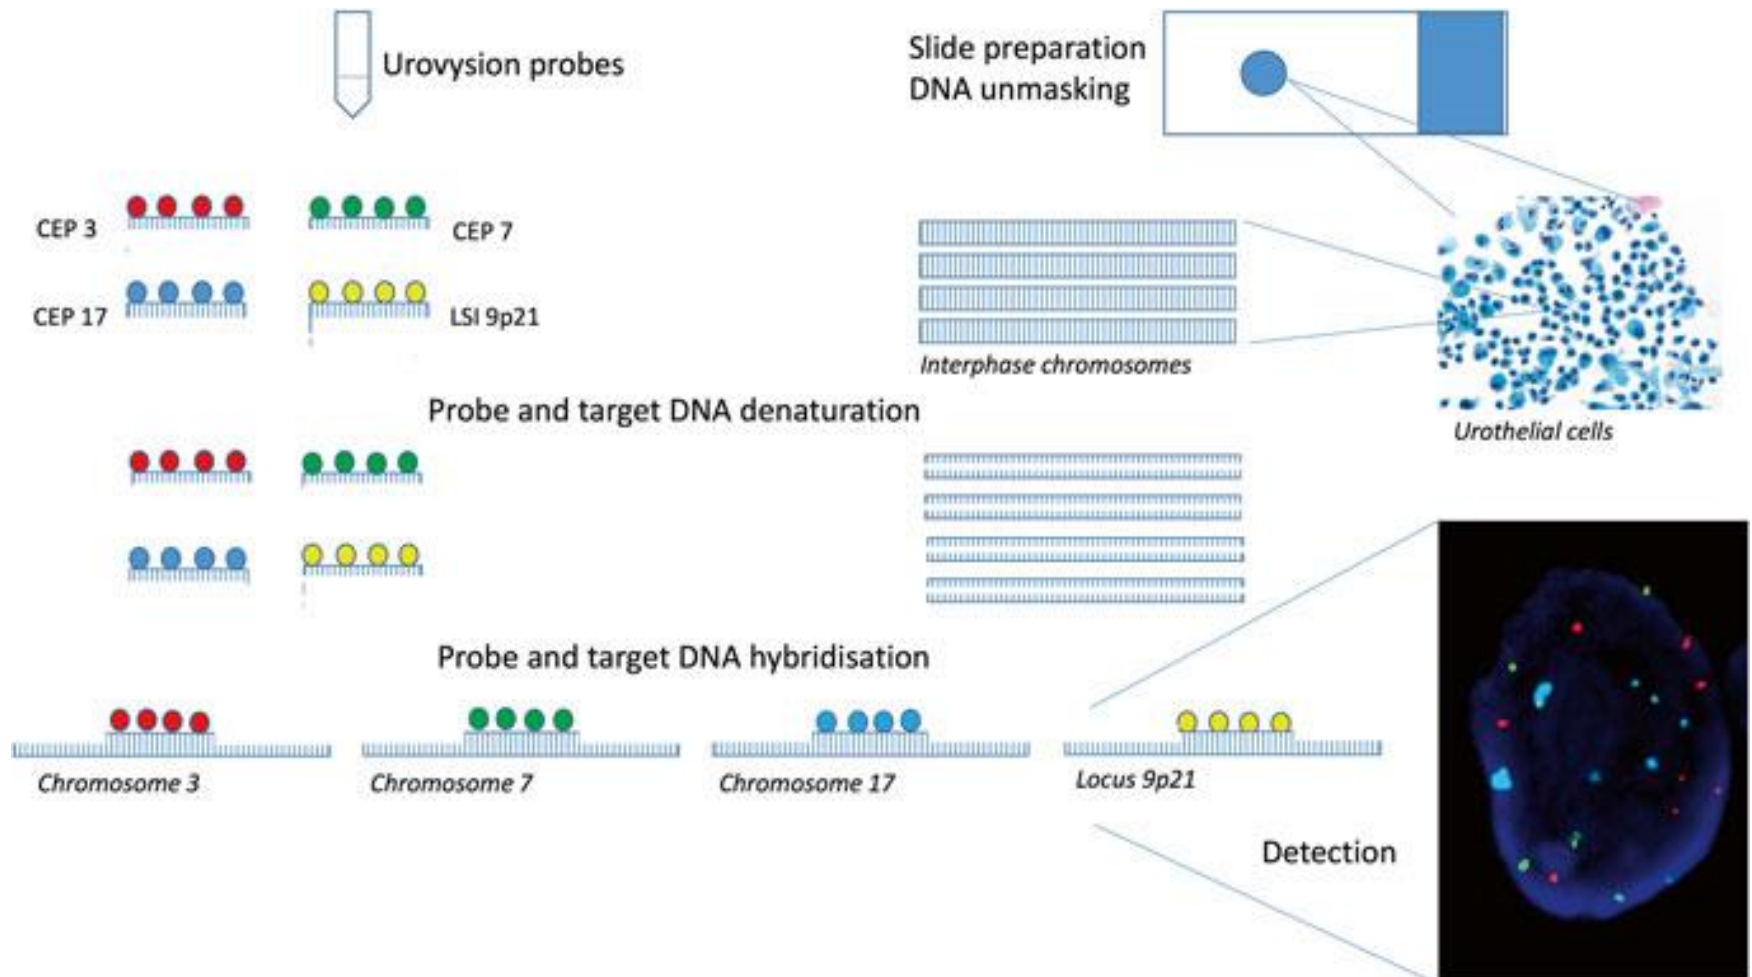 Urovysion probes
Slide preparation
DNA unmasking
CEP 3
CEP 7
CEP 17
LSI 9p21
Interphase chromosomes
Urothelial cells
Probe and target DNA denaturation
Probe and target DNA hybridisation
Chromosome 3
Chromosome 7
Chromosome 17
Locus 9p21
Detection